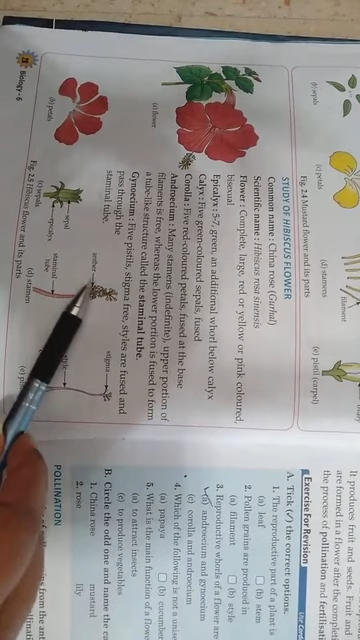 (b) sepals
(c) petals
(d) stamens
filament
(e) pistil (carpel)
Fig. 2.4 Mustard flower and its parts
STUDY OF HIBISCUS FLOWER
Common name : China rose (Gurhal)
Scientific name : Hibiscus rosa sinensis
Flower : Complete, large, red or yellow or pink coloured,
bisexual
Epicalyx : 5-7, green, an additional whorl below calyx
Calyx : Five green-coloured sepals, fused
Corolla : Five red-coloured petals, fused at the base
Androecium : Many stamens (indefinite), upper portion of
filaments is free, whereas the lower portion is fused to form
a tube-like structure called the staminal tube.
Gynoecium : Five pistils, stigma free, styles are fused and
pass through the
staminal tube.
(a) flower
(b) petals
sepal
epicalyx
(c) sepals
anther
staminal
tube
(d) stamen
stigma
Fig. 2.5 Hibiscus flower and its parts
Biology - 6
It produces fruit and seeds. Fruit and
are formed in a flower after the complet
the process of pollination and fertilisa
Exercise For Revision
A. Tick (✓) the correct options.
1. The reproductive part of a plant is
(a) leaf
(b) stem
2. Pollen grains are produced in
(a) filament
(b) style
3. Reproductive whorls of a flower are
(a) androecium and gynoecium
(c) corolla and androecium
4. Which of the following is not a unise
(a) papaya
(b) cucumber
5. What is the main function of a flower
(a) to attract insects
(c) to produce vegetables
B. Circle the odd one and name the ca
1. China rose
mustard
2. rose
lily
POLLINATION